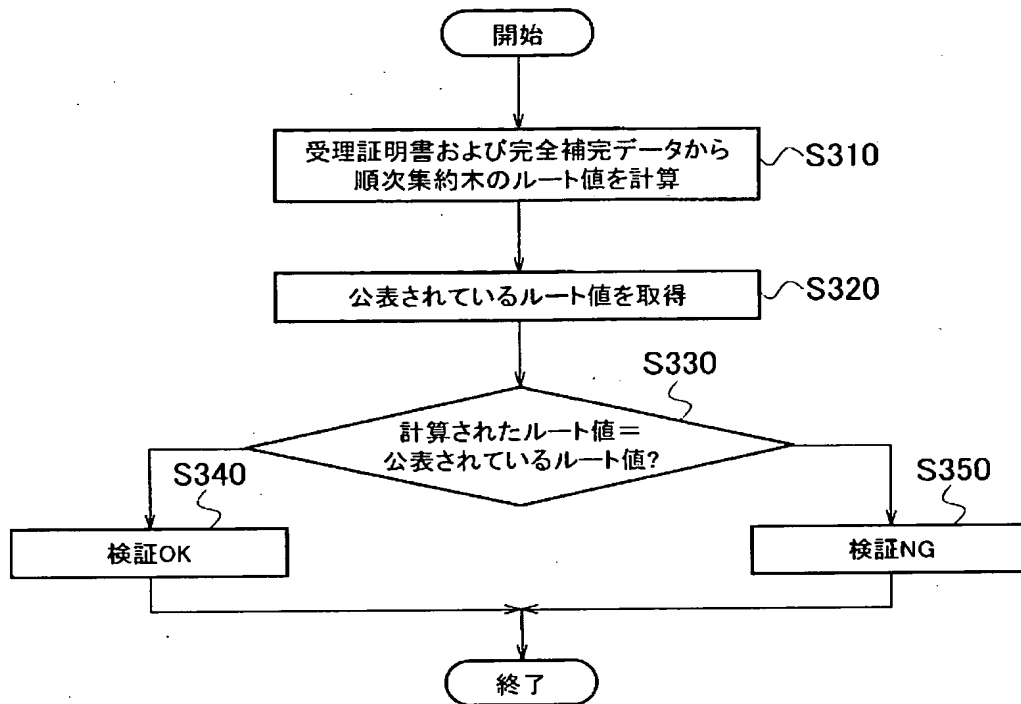 開始
受理証明書および完全補完データから
順次集約木のルート値を計算
S310
公表されているルート値を取得
S320
S330
計算されたルート値＝
公表されているルート値?
S340
検証OK
S350
検証NG
終了